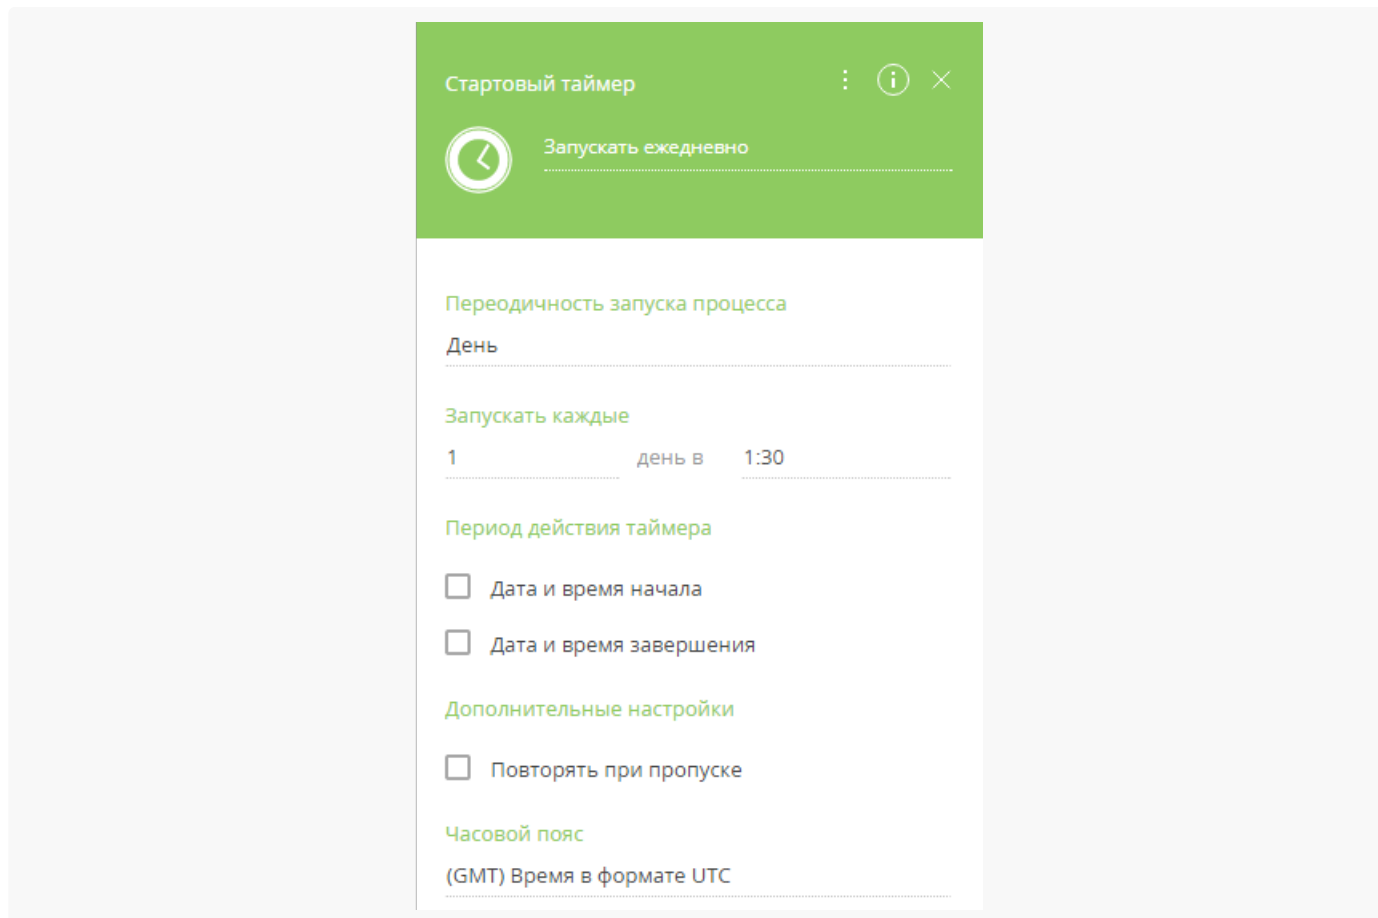 Стартовый таймер
Запускать ежедневно
Переодичность запуска процесса
День
Запускать каждые
1 день в 1:30
Период действия таймера
Дата и время начала
Дата и время завершения
Дополнительные настройки
Повторять при пропуске
Часовой пояс
(GMT) Время в формате UTC